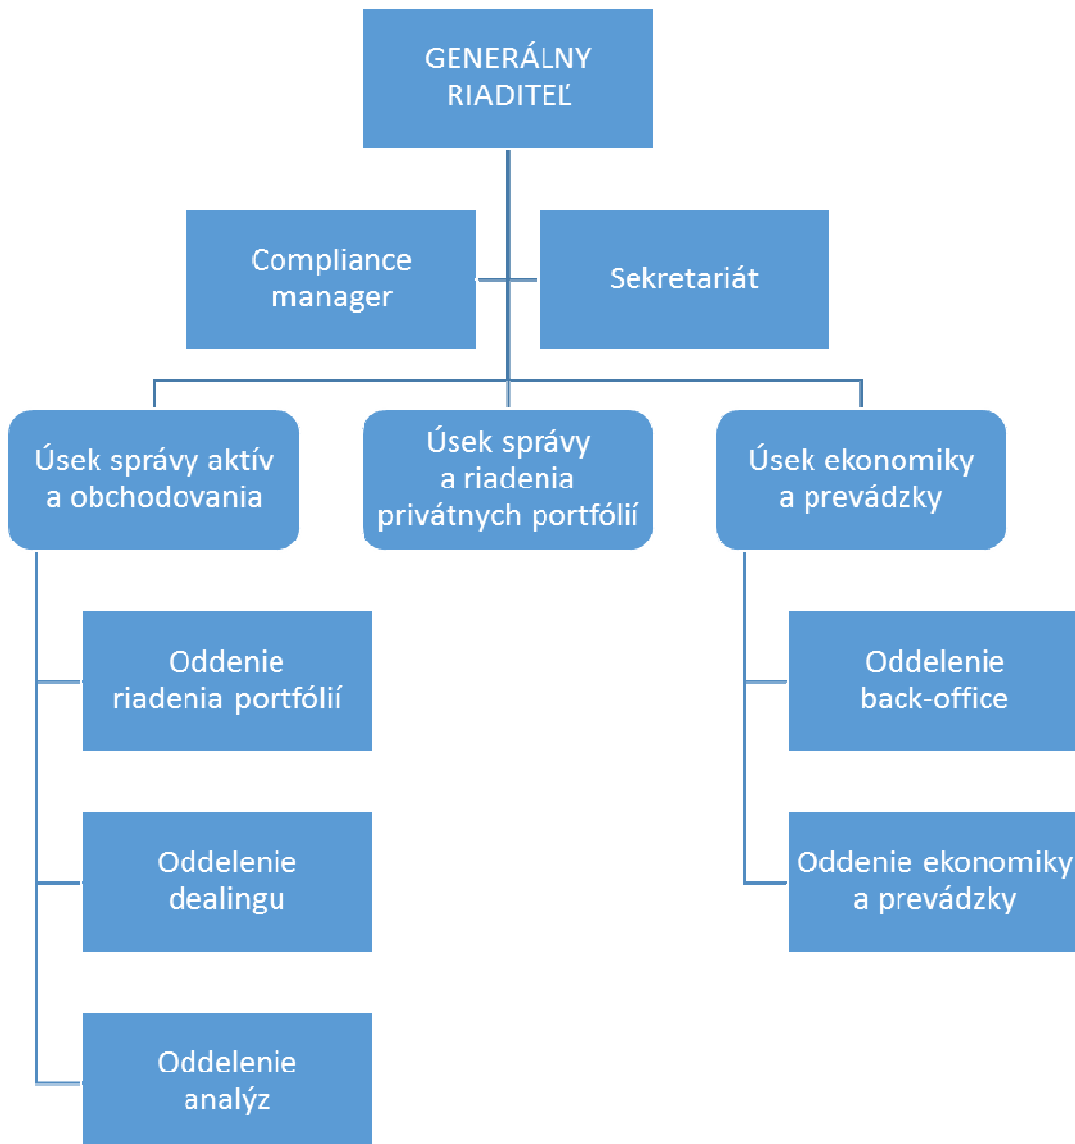 GENERÁLNY
RIADITEĽ
Compliance
manager
Sekretariát
Úsek správy aktív
a obchodovania
Úsek správy
a riadenia
privátnych portfólií
Úsek ekonomiky
a prevádzky
Oddenie
riadenia portfólií
Oddelenie
dealingu
Oddelenie
analýz
Oddelenie
back-office
Oddenie ekonomiky
a prevádzky